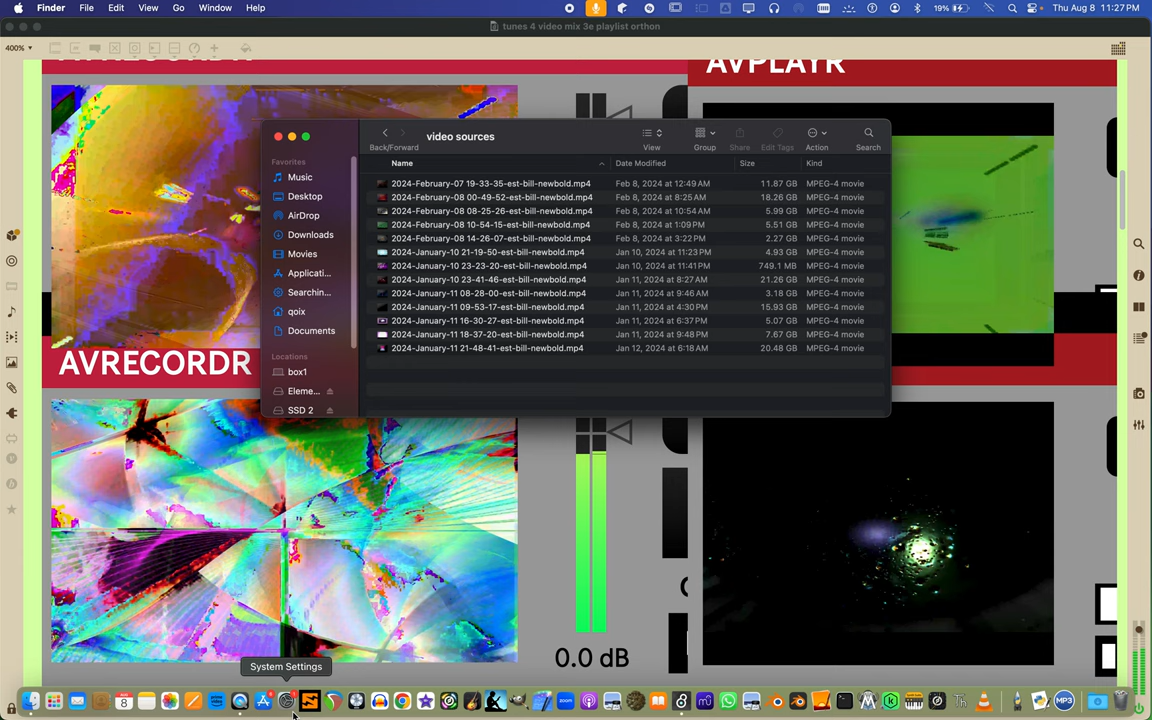 Finder File Edit View Go Window Help 19% Thu Aug 8 11:27 PM
tunes 4 video mix 3e playlist orthon
400%
AVPLAYR
video sources
Back/Forward View Group Share Edit Tags Action Search
Name Date Modified Size Kind
2024-February-07 19-33-35-est-bill-newbold.mp4 Feb 8, 2024 at 12:49 AM 11.87 GB MPEG-4 movie
2024-February-08 00-49-52-est-bill-newbold.mp4 Feb 8, 2024 at 8:25 AM 18.26 GB MPEG-4 movie
2024-February-08 08-25-26-est-bill-newbold.mp4 Feb 8, 2024 at 10:54 AM 5.99 GB MPEG-4 movie
2024-February-08 10-54-15-est-bill-newbold.mp4 Feb 8, 2024 at 1:09 PM 5.51 GB MPEG-4 movie
2024-February-08 14-26-07-est-bill-newbold.mp4 Feb 8, 2024 at 3:22 PM 2.27 GB MPEG-4 movie
2024-January-10 21-19-50-est-bill-newbold.mp4 Jan 10, 2024 at 11:23 PM 4.93 GB MPEG-4 movie
2024-January-10 23-23-20-est-bill-newbold.mp4 Jan 10, 2024 at 11:41 PM 749.1 MB MPEG-4 movie
2024-January-10 23-41-46-est-bill-newbold.mp4 Jan 11, 2024 at 8:27 AM 21.26 GB MPEG-4 movie
2024-January-11 08-28-00-est-bill-newbold.mp4 Jan 11, 2024 at 9:46 AM 3.18 GB MPEG-4 movie
2024-January-11 09-53-17-est-bill-newbold.mp4 Jan 11, 2024 at 4:30 PM 15.93 GB MPEG-4 movie
2024-January-11 16-30-27-est-bill-newbold.mp4 Jan 11, 2024 at 6:37 PM 5.07 GB MPEG-4 movie
2024-January-11 18-37-20-est-bill-newbold.mp4 Jan 11, 2024 at 9:48 PM 7.67 GB MPEG-4 movie
2024-January-11 21-48-41-est-bill-newbold.mp4 Jan 12, 2024 at 6:18 AM 20.48 GB MPEG-4 movie
Favorites
Music
Desktop
AirDrop
Downloads
Movies
Applicati...
Searchin...
qoix
Documents
Locations
box1
Eleme...
SSD 2
AVRECORDR
0.0 dB
System Settings
8
MP3